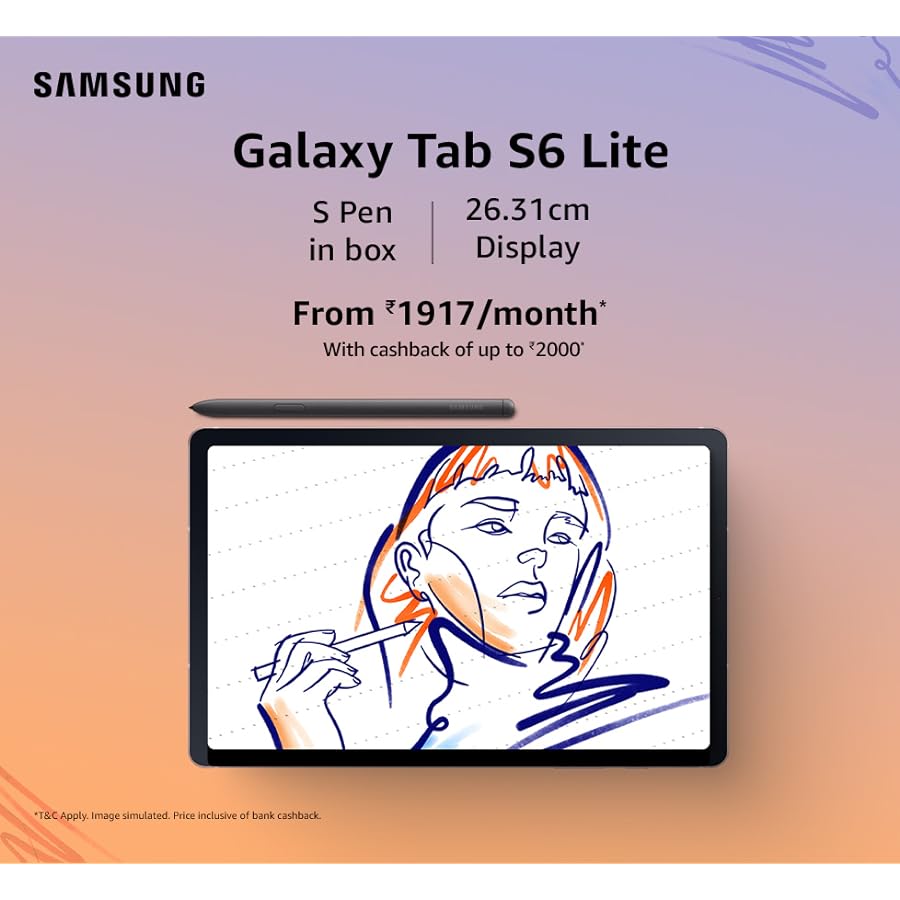 SAMSUNG
Galaxy Tab S6 Lite
S Pen
in box
26.31cm
Display
From ₹1917/month*
With cashback of up to ₹2000*
SAMSUNG
*T&C Apply. Image simulated. Price inclusive of bank cashback.